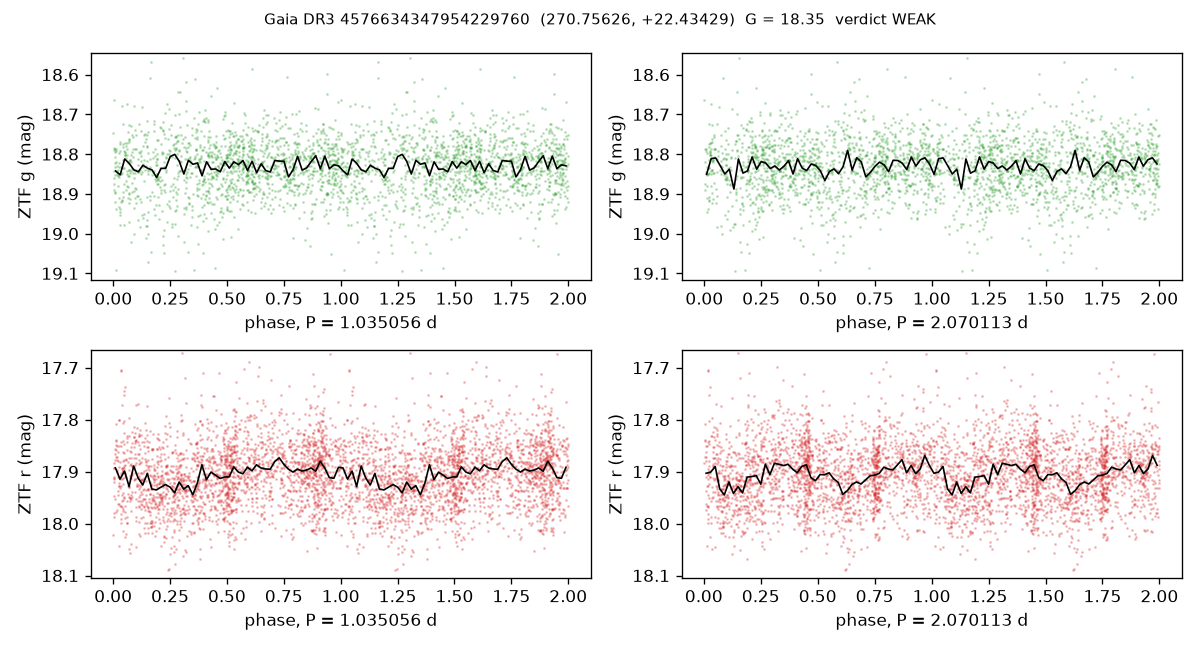 Gaia DR3 4576634347954229760  (270.75626, +22.43429)  G = 18.35  verdict WEAK
ZTF g (mag)
18.6
18.7
18.8
18.9
19.0
19.1
0.00 0.25 0.50 0.75 1.00 1.25 1.50 1.75 2.00
phase, P = 1.035056 d
ZTF g (mag)
18.6
18.7
18.8
18.9
19.0
19.1
0.00 0.25 0.50 0.75 1.00 1.25 1.50 1.75 2.00
phase, P = 2.070113 d
ZTF r (mag)
17.7
17.8
17.9
18.0
18.1
0.00 0.25 0.50 0.75 1.00 1.25 1.50 1.75 2.00
phase, P = 1.035056 d
ZTF r (mag)
17.7
17.8
17.9
18.0
18.1
0.00 0.25 0.50 0.75 1.00 1.25 1.50 1.75 2.00
phase, P = 2.070113 d